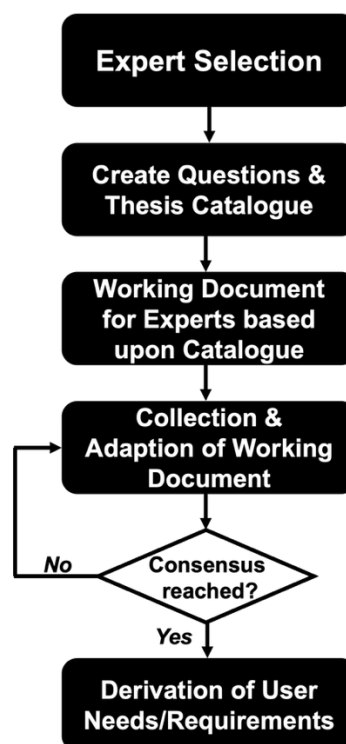 Expert Selection
Create Questions &
Thesis Catalogue
Working Document
for Experts based
upon Catalogue
Collection &
Adaption of Working
Document
Consensus
reached?
No
Yes
Derivation of User
Needs/Requirements